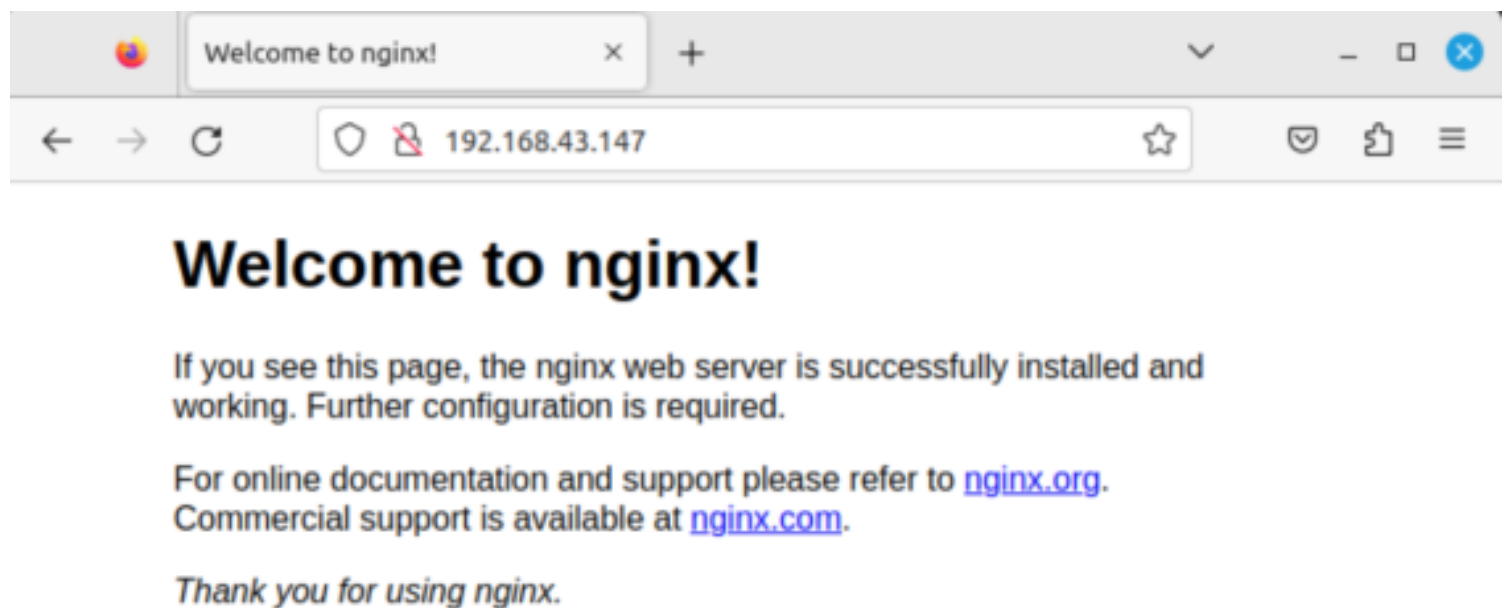 Welcome to nginx!
192.168.43.147
Welcome to nginx!
If you see this page, the nginx web server is successfully installed and
working. Further configuration is required.
For online documentation and support please refer to nginx.org.
Commercial support is available at nginx.com.
Thank you for using nginx.